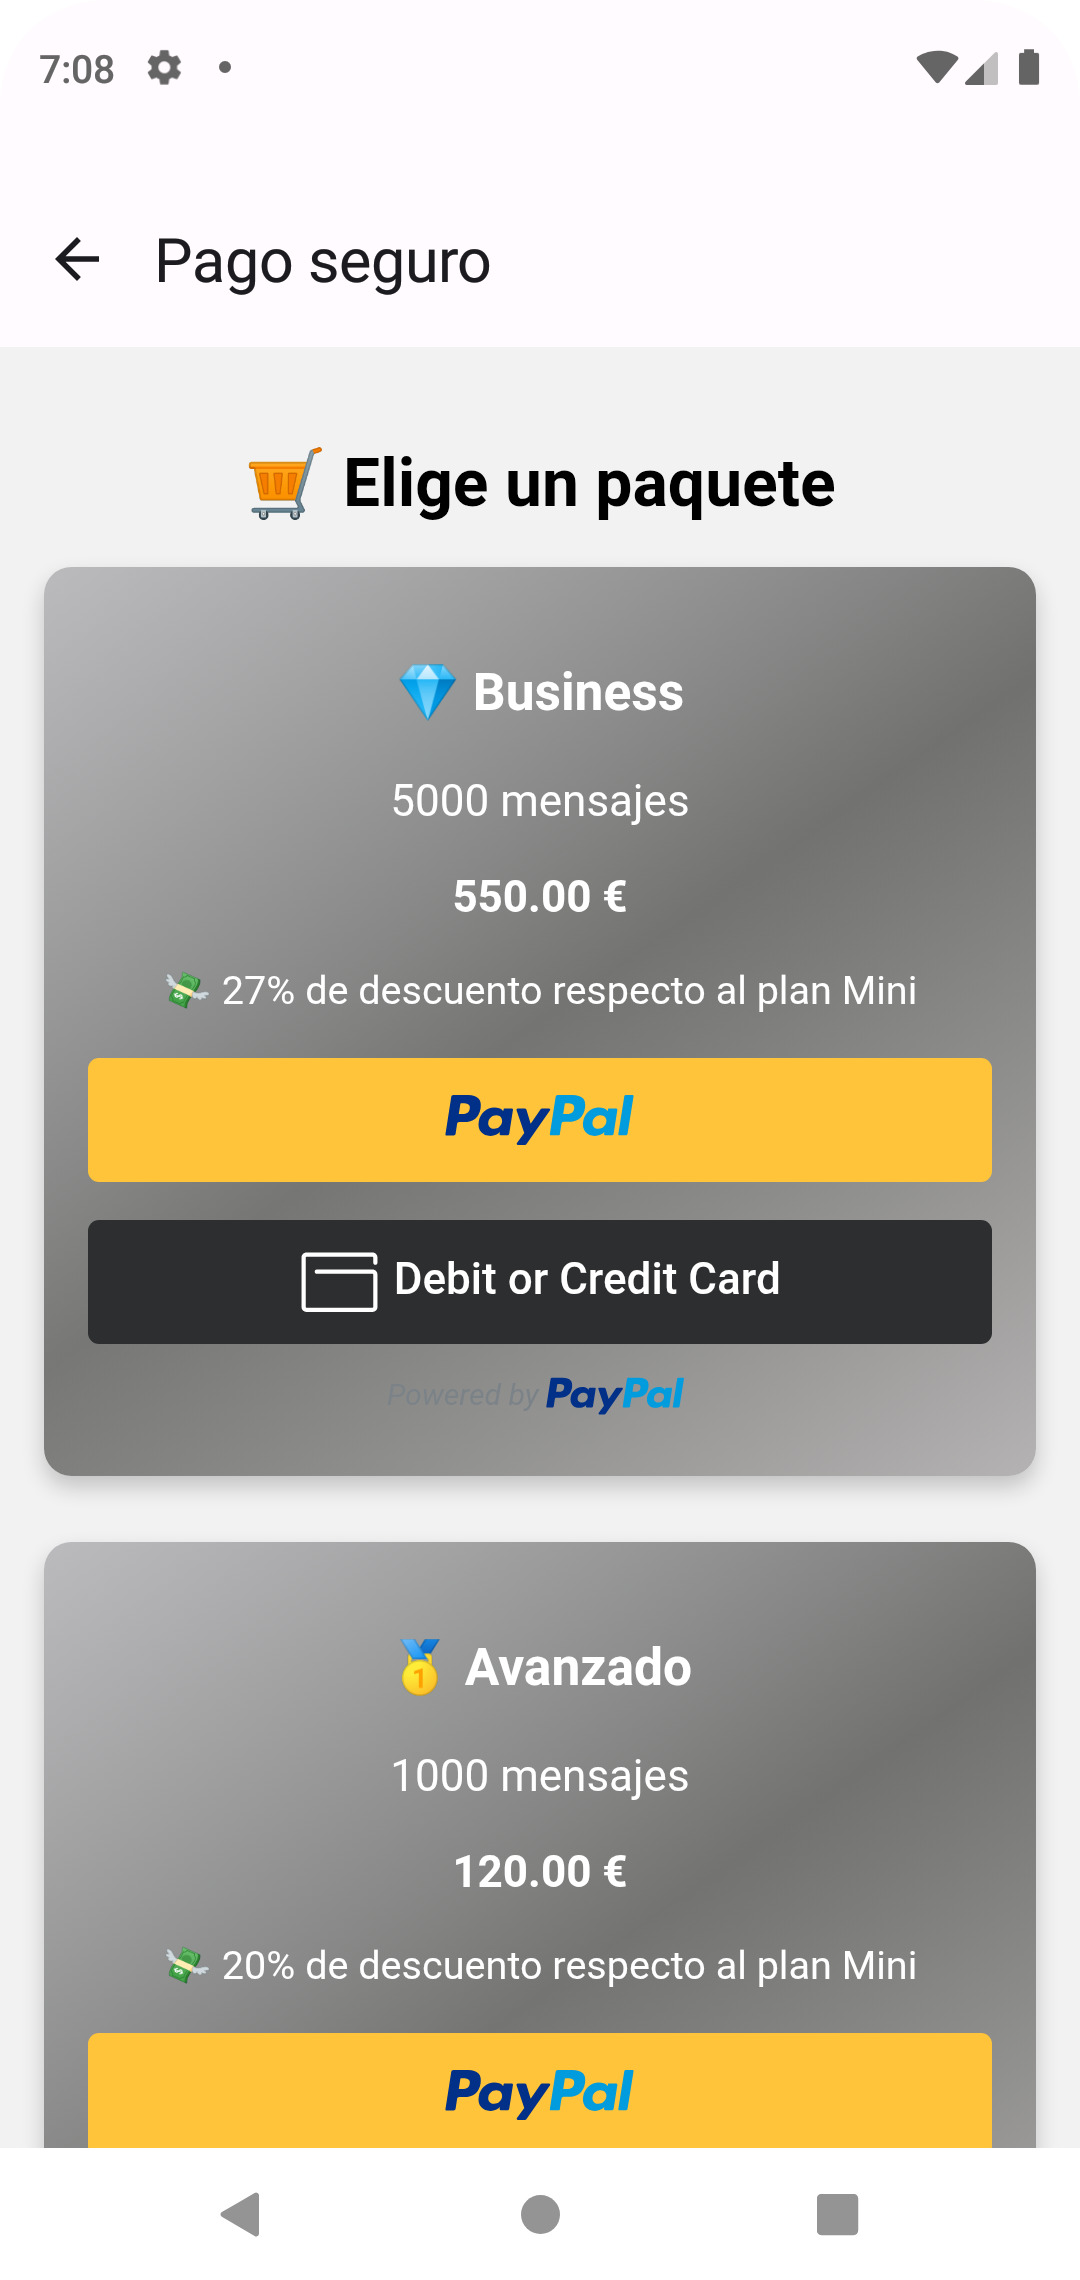 7:08
Pago seguro
🛒 Elige un paquete
💎 Business
5000 mensajes
550.00 €
💸 27% de descuento respecto al plan Mini
PayPal
Debit or Credit Card
Powered by PayPal
🥇 Avanzado
1000 mensajes
120.00 €
💸 20% de descuento respecto al plan Mini
PayPal